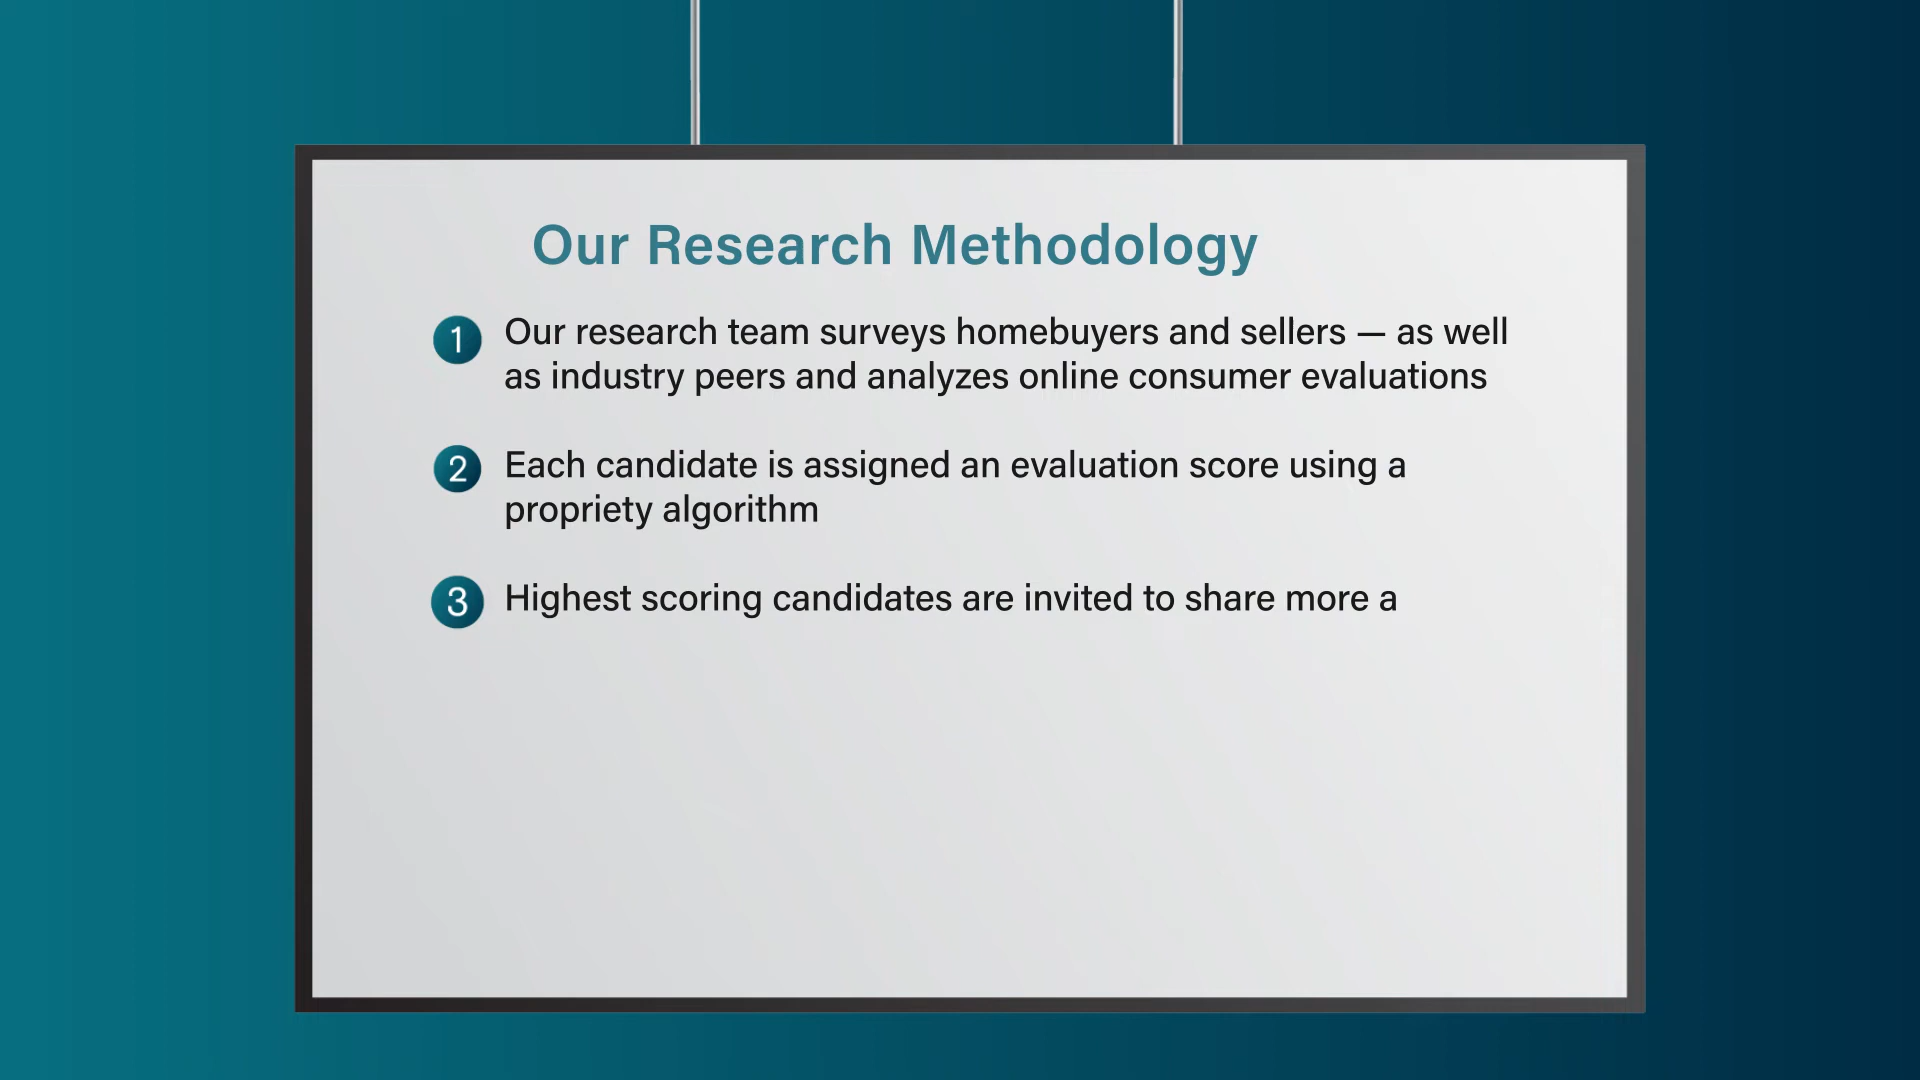 Our Research Methodology
1 Our research team surveys homebuyers and sellers — as well
as industry peers and analyzes online consumer evaluations
2 Each candidate is assigned an evaluation score using a
propriety algorithm
3 Highest scoring candidates are invited to share more a